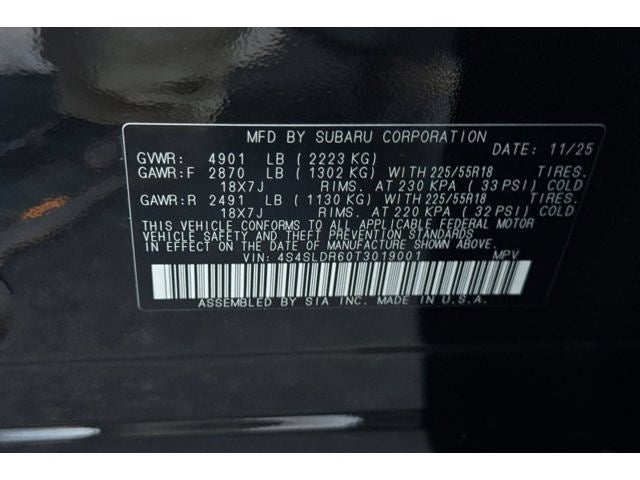 MFD BY SUBARU CORPORATION
DATE: 11/25
GVWR: 4901 LB ( 2223 KG)
GAWR:F 2870 LB ( 1302 KG) WITH 225/55R18 TIRES.
18X7J RIMS. AT 230 KPA ( 33 PSI) COLD
GAWR:R 2491 LB ( 1130 KG) WITH 225/55R18 TIRES.
18X7J RIMS. AT 220 KPA ( 32 PSI) COLD
THIS VEHICLE CONFORMS TO ALL APPLICABLE FEDERAL MOTOR
VEHICLE SAFETY AND THEFT PREVENTION STANDARDS
IN EFFECT ON THE DATE OF MANUFACTURE SHOWN ABOVE.
VIN: 4S4SLDR60T3019001 MPV
ASSEMBLED BY SIA INC. MADE IN U.S.A.